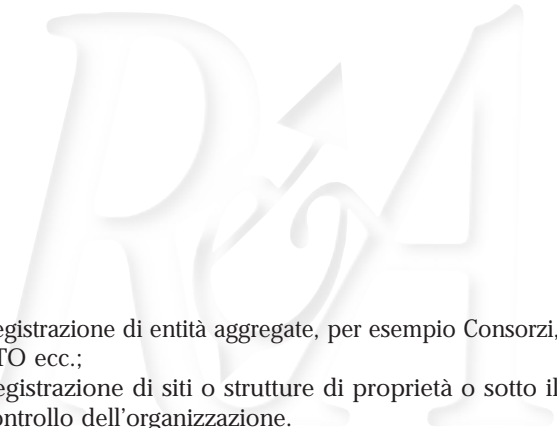 egistrazione di entità aggregate, per esempio Consorzi,
TO ecc.;
egistrazione di siti o strutture di proprietà o sotto il
ontrollo dell'organizzazione.